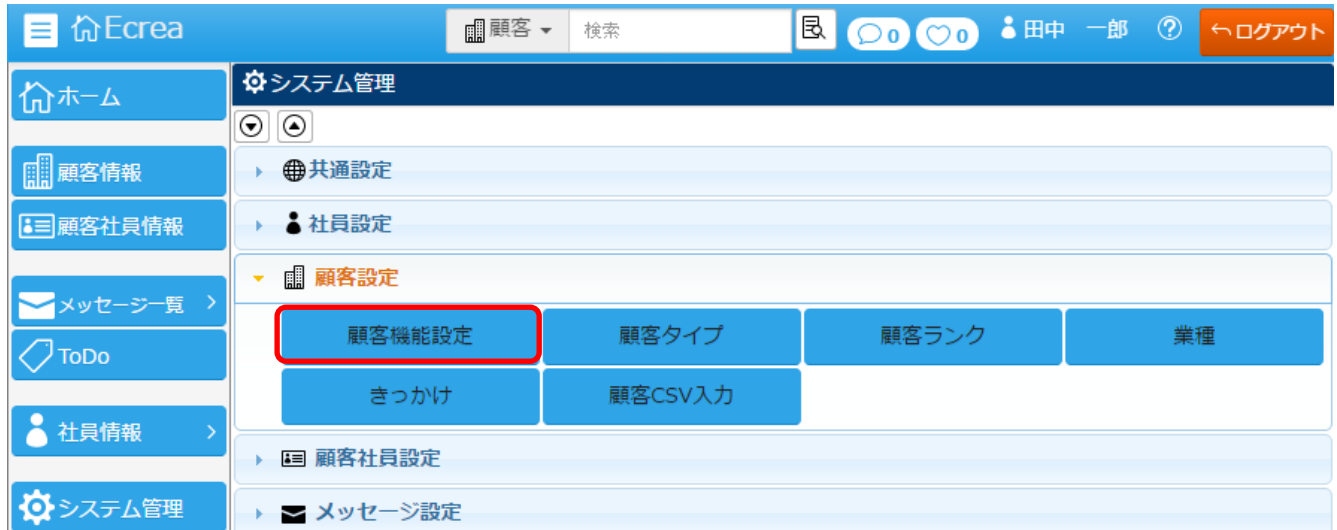 Ecrea
顧客
検索
0
0
田中 一郎
ログアウト
ホーム
顧客情報
顧客社員情報
メッセージ一覧
ToDo
社員情報
システム管理
システム管理
共通設定
社員設定
顧客設定
顧客機能設定
顧客タイプ
顧客ランク
業種
きっかけ
顧客CSV入力
顧客社員設定
メッセージ設定